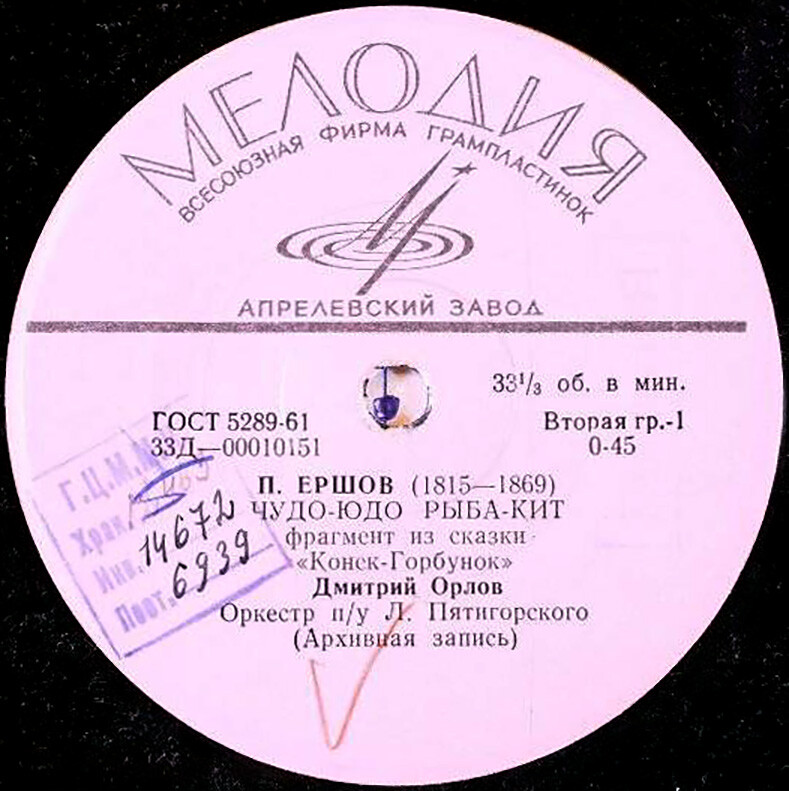 МЕЛОДИЯ
ВСЕСОЮЗНАЯ ФИРМА ГРАМПЛАСТИНОК
АПРЕЛЕВСКИЙ ЗАВОД
33¹/₃ об. в мин.
ГОСТ 5289-61
Вторая гр.-1
33Д—00010151
0-45
П. ЕРШОВ (1815—1869)
ЧУДО-ЮДО РЫБА-КИТ
фрагмент из сказки
«Конек-Горбунок»
Дмитрий Орлов
Оркестр п/у Л. Пятигорского
(Архивная запись)
Г.Ц.М.М.
Хран.
Инв. 14672
Пост. 6939